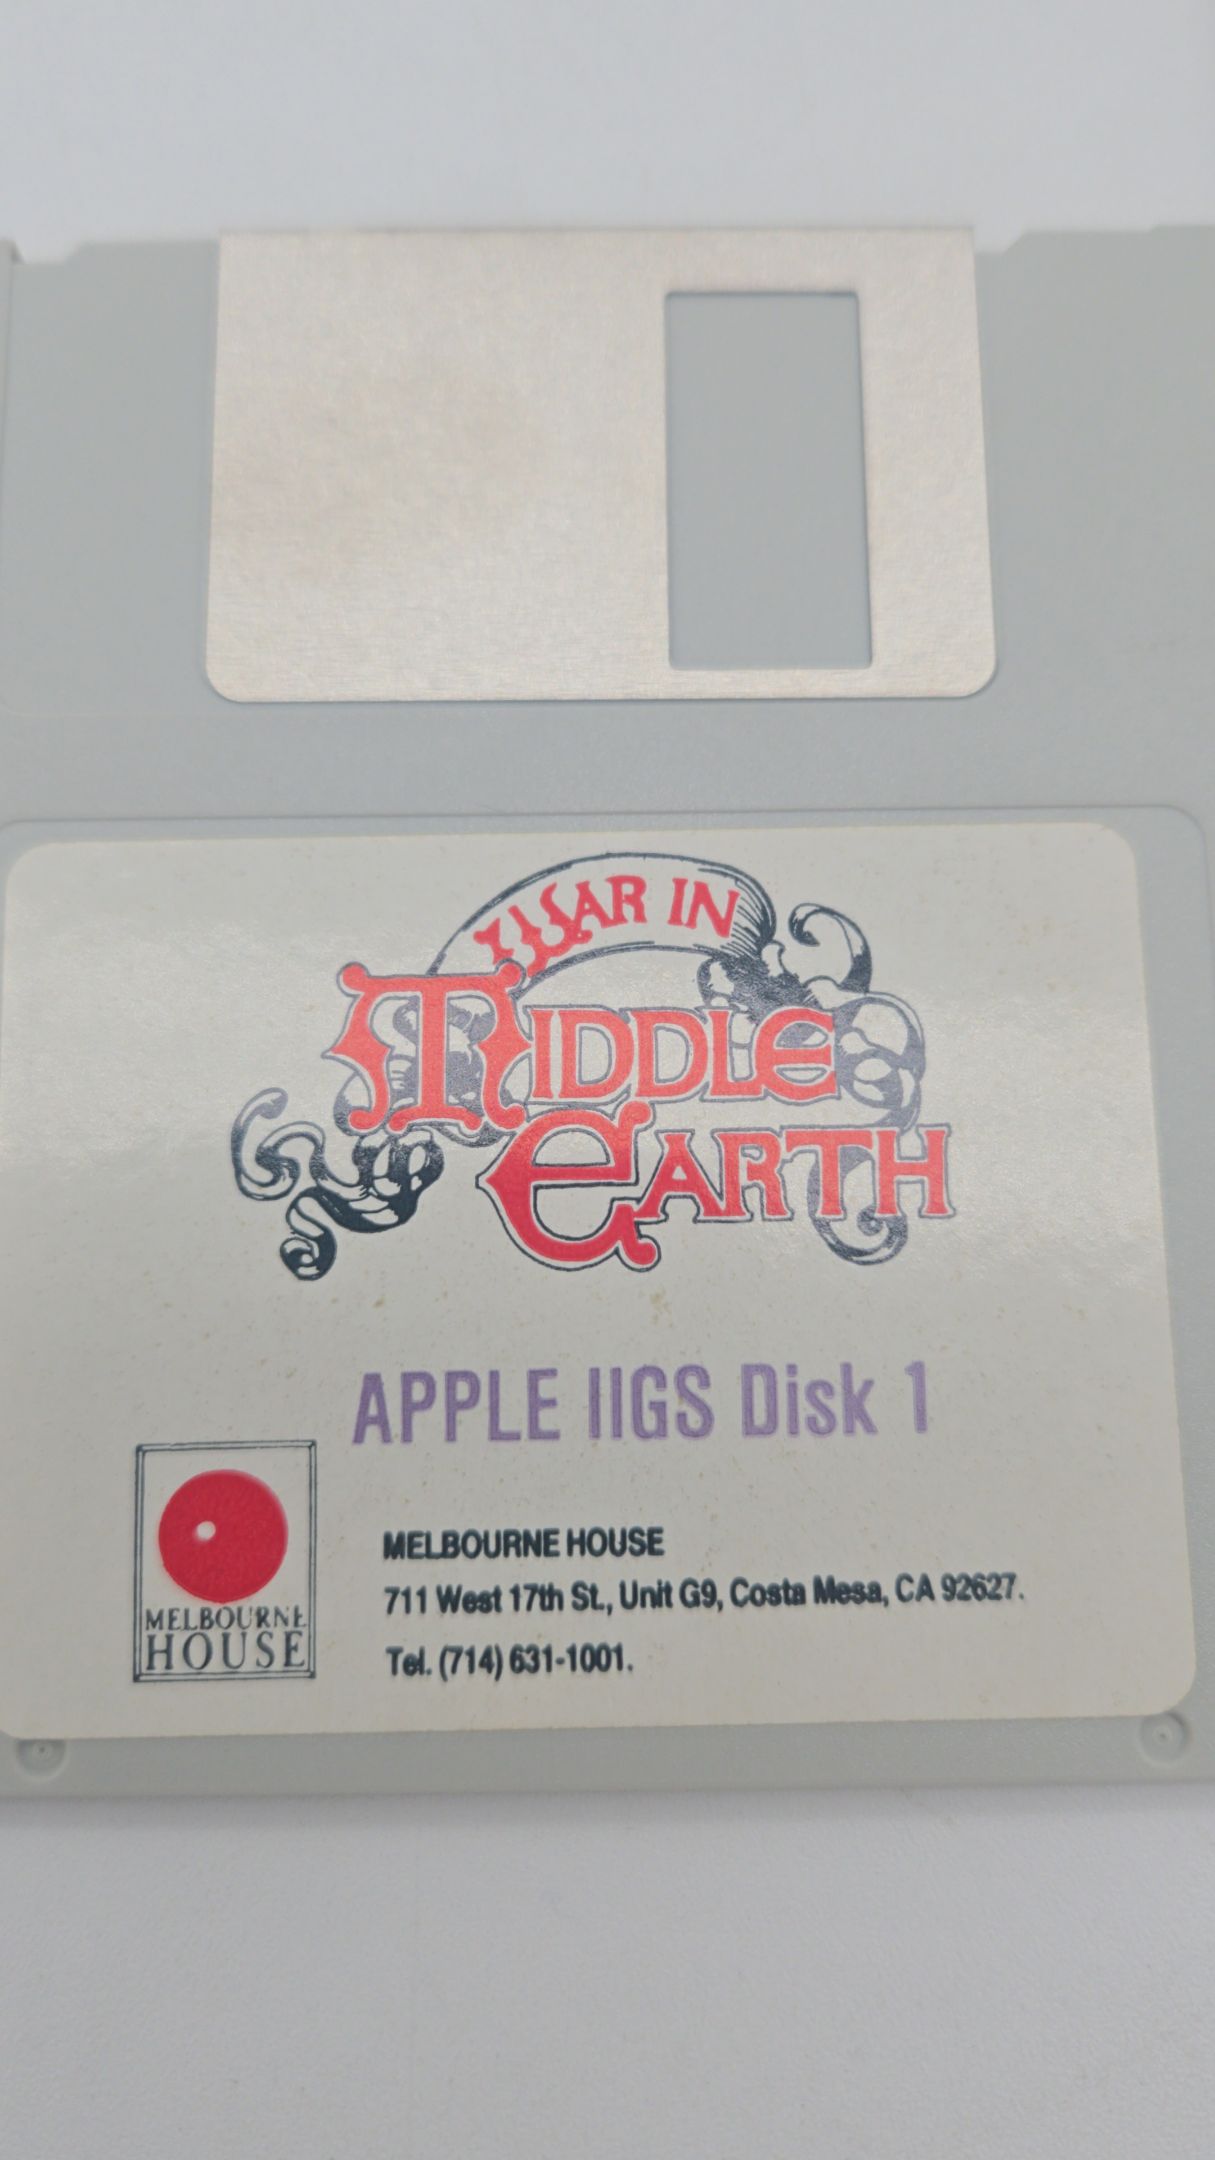 WAR IN
MIDDLE
EARTH
APPLE IIGS Disk 1
MELBOURNE
HOUSE
MELBOURNE HOUSE
711 West 17th St., Unit G9, Costa Mesa, CA 92627.
Tel. (714) 631-1001.